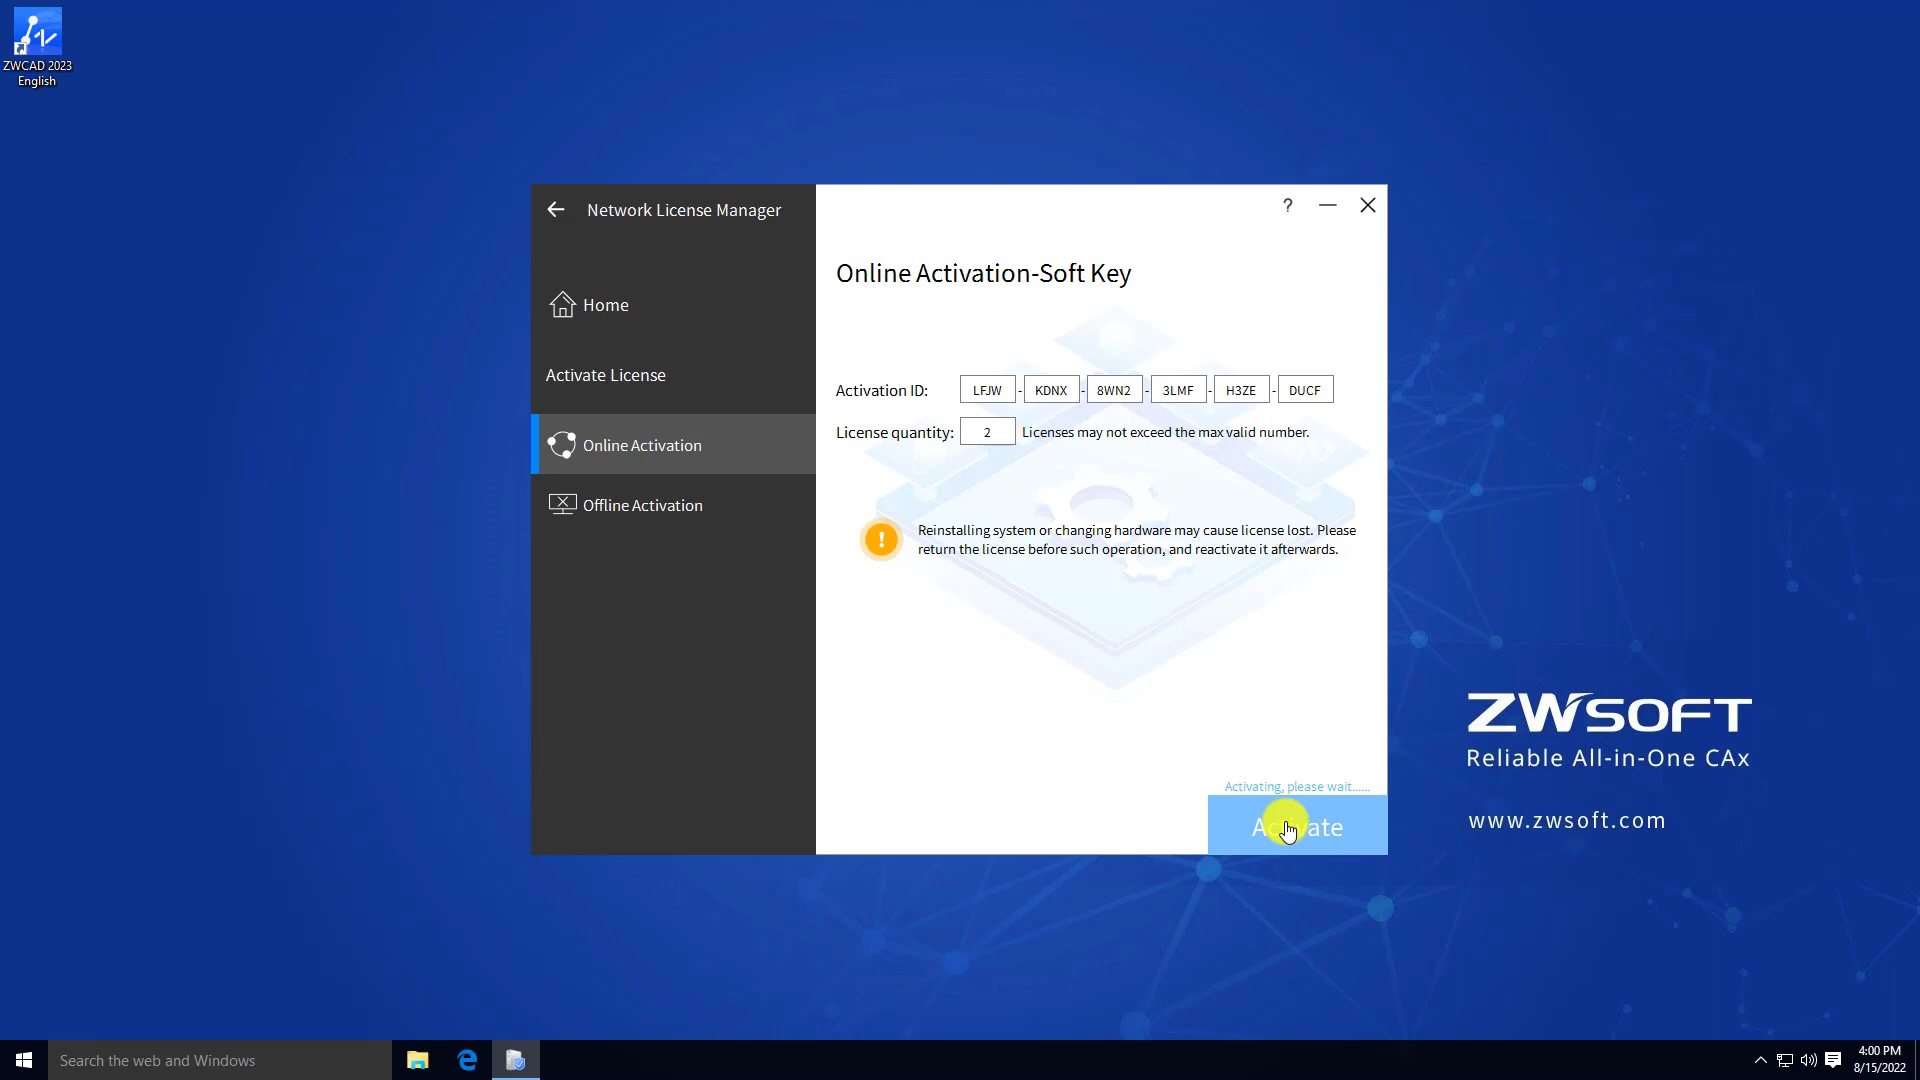 ZWCAD 2023
English
Network License Manager
?
Home
Activate License
Online Activation
Offline Activation
Online Activation-Soft Key
Activation ID: LFJW - KDNX - 8WN2 - 3LMF - H3ZE - DUCF
License quantity: 2 Licenses may not exceed the max valid number.
! Reinstalling system or changing hardware may cause license lost. Please
return the license before such operation, and reactivate it afterwards.
Activating, please wait......
Activate
ZWSOFT
Reliable All-in-One CAx
www.zwsoft.com
Search the web and Windows
4:00 PM
8/15/2022